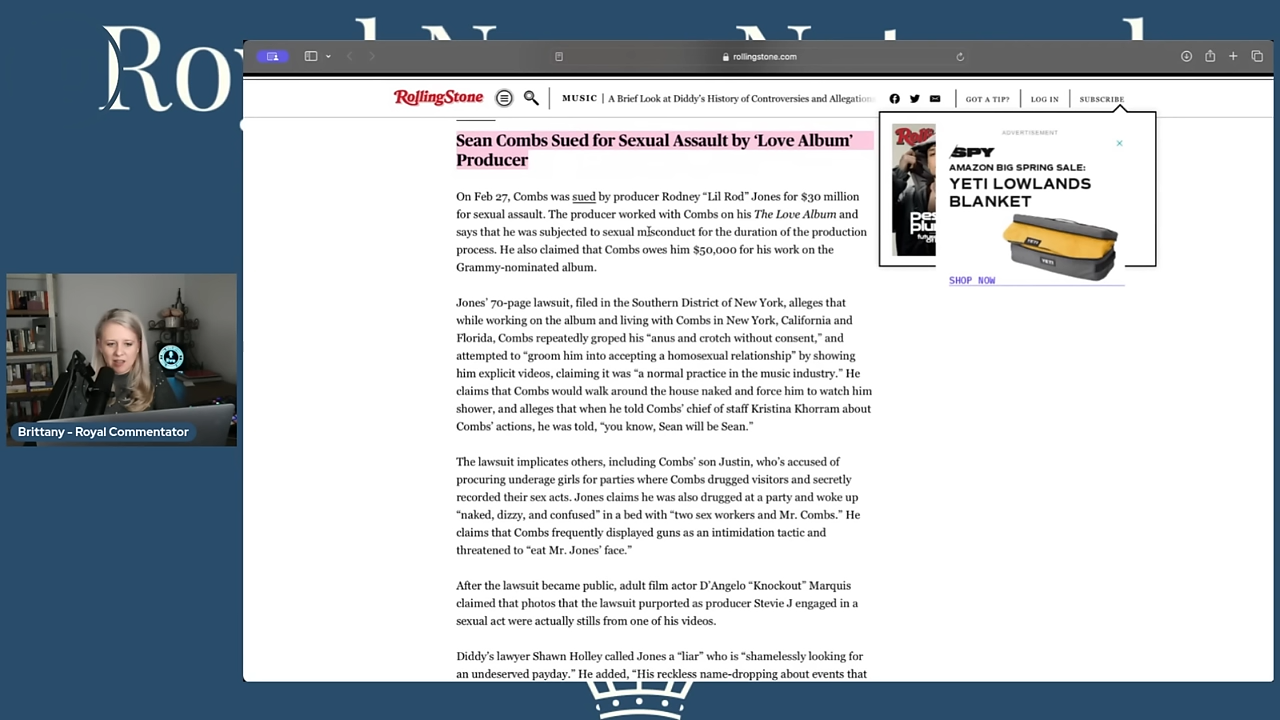 Roy
rollingstone.com
RollingStone
MUSIC | A Brief Look at Diddy's History of Controversies and Allegations
GOT A TIP?
LOG IN
SUBSCRIBE
Sean Combs Sued for Sexual Assault by ‘Love Album’
Producer
On Feb 27, Combs was sued by producer Rodney “Lil Rod” Jones for $30 million
for sexual assault. The producer worked with Combs on his The Love Album and
says that he was subjected to sexual misconduct for the duration of the production
process. He also claimed that Combs owes him $50,000 for his work on the
Grammy-nominated album.
Jones’ 70-page lawsuit, filed in the Southern District of New York, alleges that
while working on the album and living with Combs in New York, California and
Florida, Combs repeatedly groped his “anus and crotch without consent,” and
attempted to “groom him into accepting a homosexual relationship” by showing
him explicit videos, claiming it was “a normal practice in the music industry.” He
claims that Combs would walk around the house naked and force him to watch him
shower, and alleges that when he told Combs’ chief of staff Kristina Khorram about
Combs’ actions, he was told, “you know, Sean will be Sean.”
The lawsuit implicates others, including Combs’ son Justin, who’s accused of
procuring underage girls for parties where Combs drugged visitors and secretly
recorded their sex acts. Jones claims he was also drugged at a party and woke up
“naked, dizzy, and confused” in a bed with “two sex workers and Mr. Combs.” He
claims that Combs frequently displayed guns as an intimidation tactic and
threatened to “eat Mr. Jones’ face.”
After the lawsuit became public, adult film actor D’Angelo “Knockout” Marquis
claimed that photos that the lawsuit purported as producer Stevie J engaged in a
sexual act were actually stills from one of his videos.
Diddy’s lawyer Shawn Holley called Jones a “liar” who is “shamelessly looking for
an undeserved payday.” He added, “His reckless name-dropping about events that
ADVERTISEMENT
SPY
AMAZON BIG SPRING SALE:
YETI LOWLANDS
BLANKET
YETI
YETI
SHOP NOW
Brittany - Royal Commentator